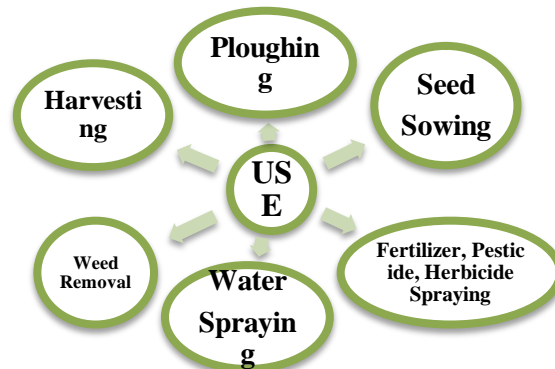 Ploughin
g
Harvesti
ng
Seed
Sowing
US
E
Weed
Removal
Water
Sprayin
g
Fertilizer, Pestic
ide, Herbicide
Spraying